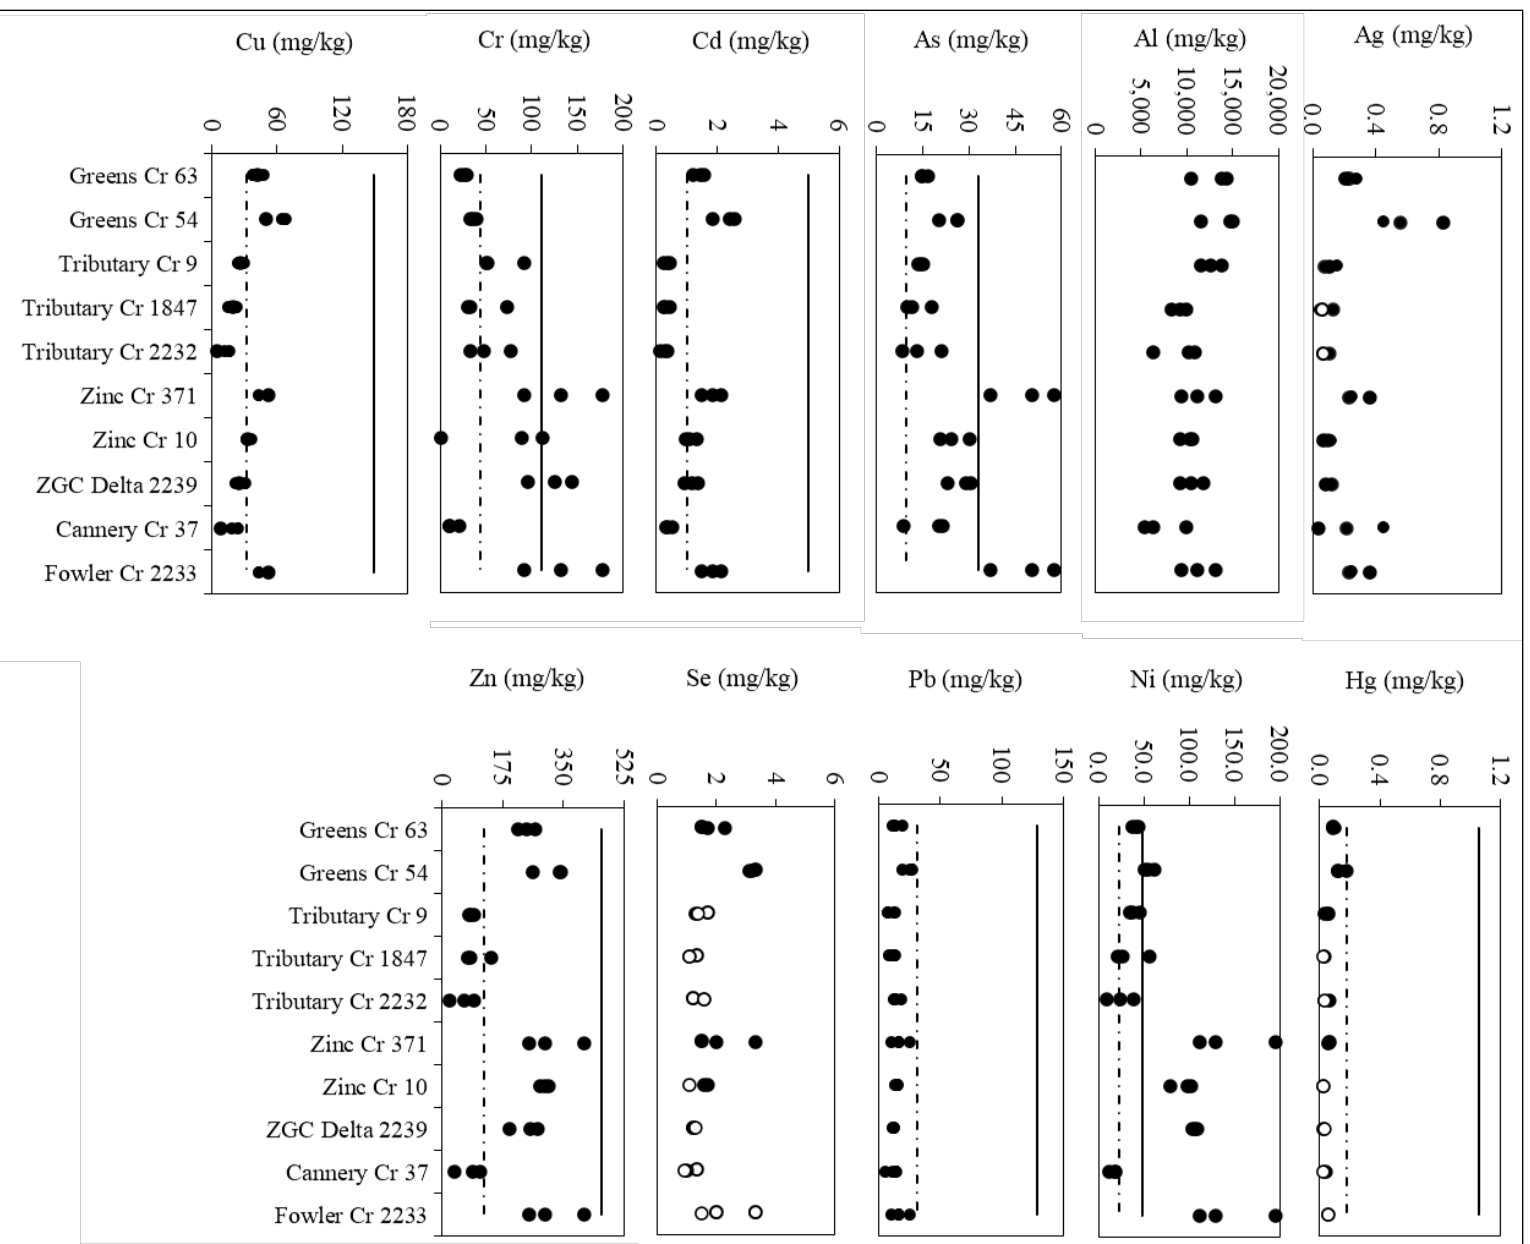 Cu (mg/kg) Cr (mg/kg) Cd (mg/kg) As (mg/kg) Al (mg/kg) Ag (mg/kg)
0 60 120 180 0 50 100 150 200 0 2 4 6 0 15 30 45 60 0 5,000 10,000 15,000 20,000 0.0 0.4 0.8 1.2
Greens Cr 63
Greens Cr 54
Tributary Cr 9
Tributary Cr 1847
Tributary Cr 2232
Zinc Cr 371
Zinc Cr 10
ZGC Delta 2239
Cannery Cr 37
Fowler Cr 2233
Zn (mg/kg) Se (mg/kg) Pb (mg/kg) Ni (mg/kg) Hg (mg/kg)
0 175 350 525 0 2 4 6 0 50 100 150 0.0 50.0 100.0 150.0 200.0 0.0 0.4 0.8 1.2
Greens Cr 63
Greens Cr 54
Tributary Cr 9
Tributary Cr 1847
Tributary Cr 2232
Zinc Cr 371
Zinc Cr 10
ZGC Delta 2239
Cannery Cr 37
Fowler Cr 2233